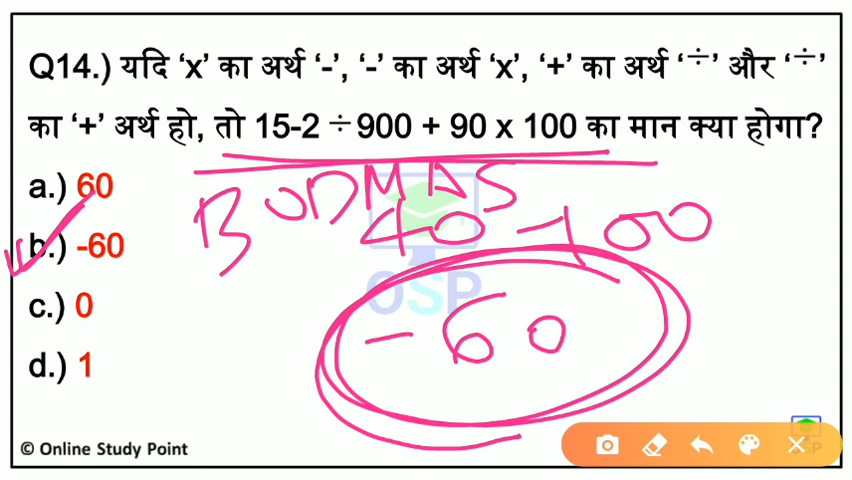 Q14.) यदि ‘x’ का अर्थ ‘-’, ‘-’ का अर्थ ‘x’, ‘+’ का अर्थ ‘÷’ और ‘÷’
का ‘+’ अर्थ हो, तो 15-2 ÷ 900 + 90 x 100 का मान क्या होगा?
a.) 60
BODMAS
40 - 100
b.) -60
OSP
c.) 0
- 60
d.) 1
© Online Study Point
OSP